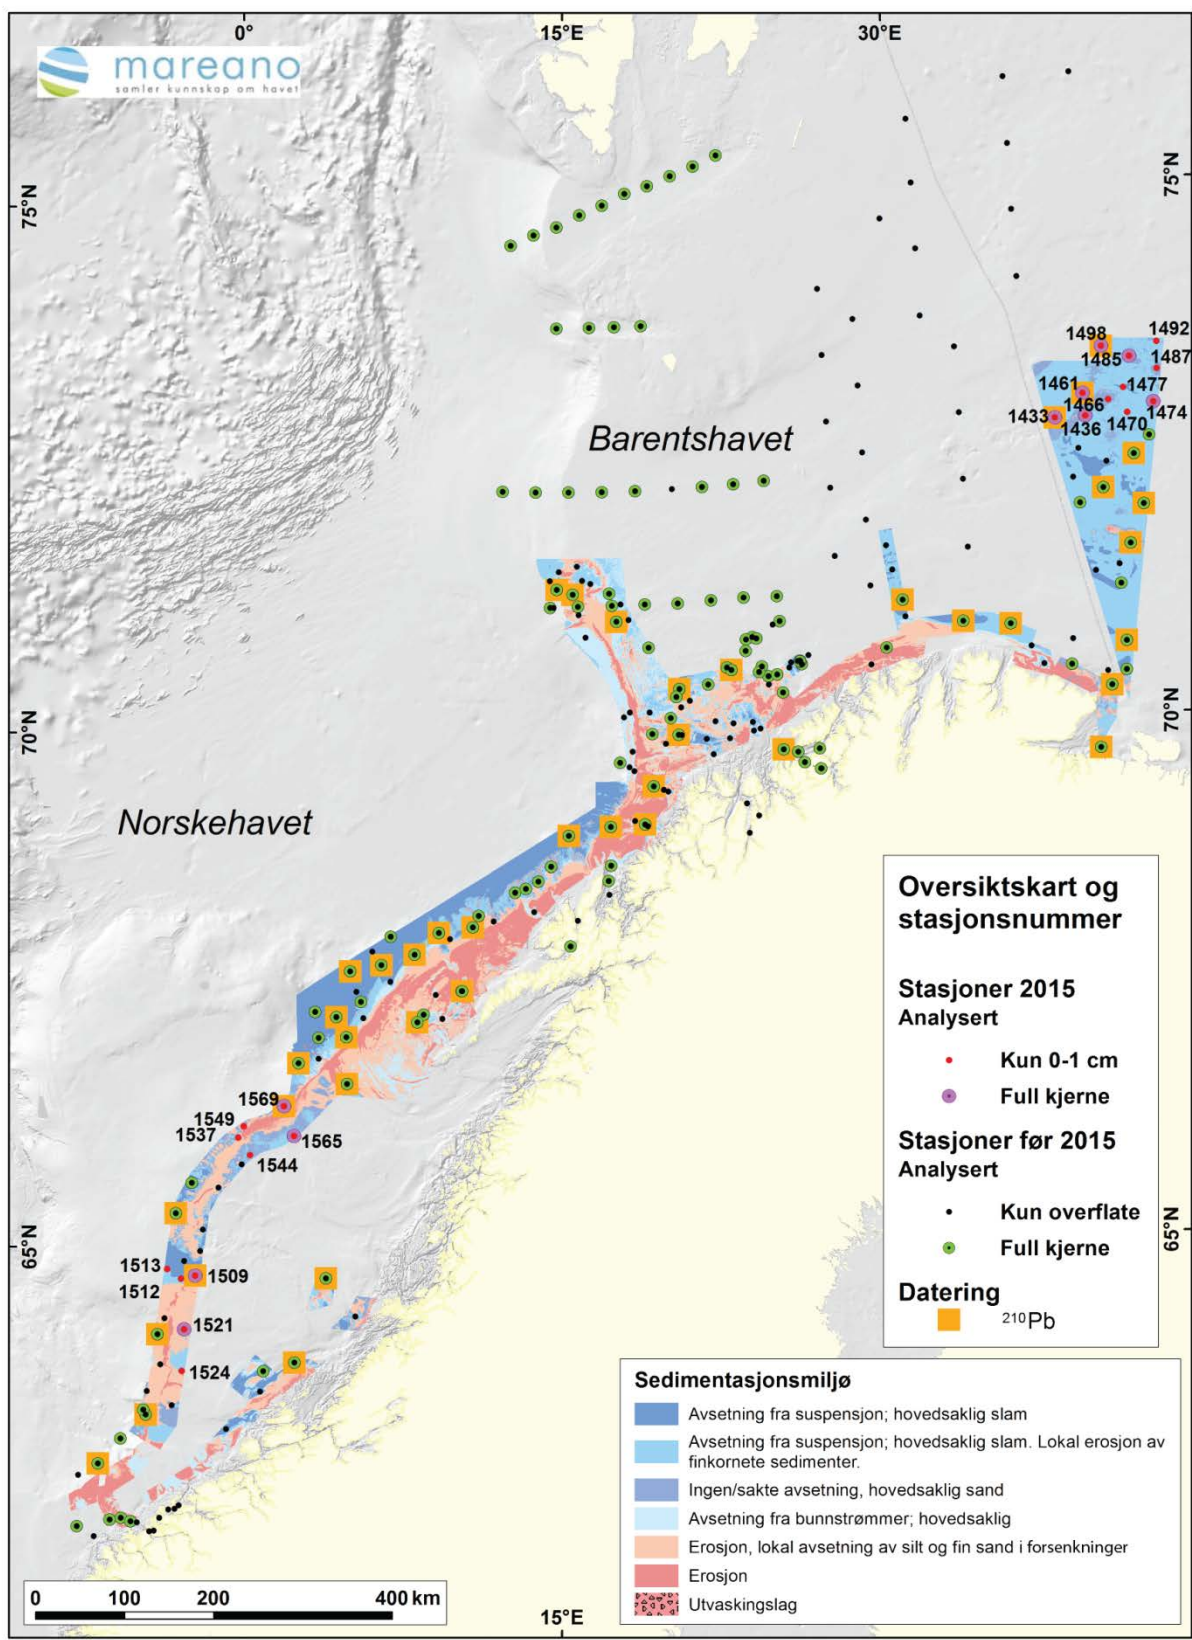 0°
15°E
30°E
mareano
samler kunnskap om havet
75°N
75°N
1498
1492
1485
1487
1461
1477
1466
1433
1436
1470
1474
Barentshavet
70°N
70°N
Norskehavet
1569
1549
1537
1565
1544
65°N
65°N
1513
1509
1512
1521
1524
Oversiktskart og
stasjonsnummer
Stasjoner 2015
Analysert
Kun 0-1 cm
Full kjerne
Stasjoner før 2015
Analysert
Kun overflate
Full kjerne
Datering
²¹⁰Pb
Sedimentasjonsmiljø
Avsetning fra suspensjon; hovedsaklig slam
Avsetning fra suspensjon; hovedsaklig slam. Lokal erosjon av
finkornete sedimenter.
Ingen/sakte avsetning, hovedsaklig sand
Avsetning fra bunnstrømmer; hovedsaklig
Erosjon, lokal avsetning av silt og fin sand i forsenkninger
Erosjon
Utvaskingslag
0 100 200 400 km
15°E